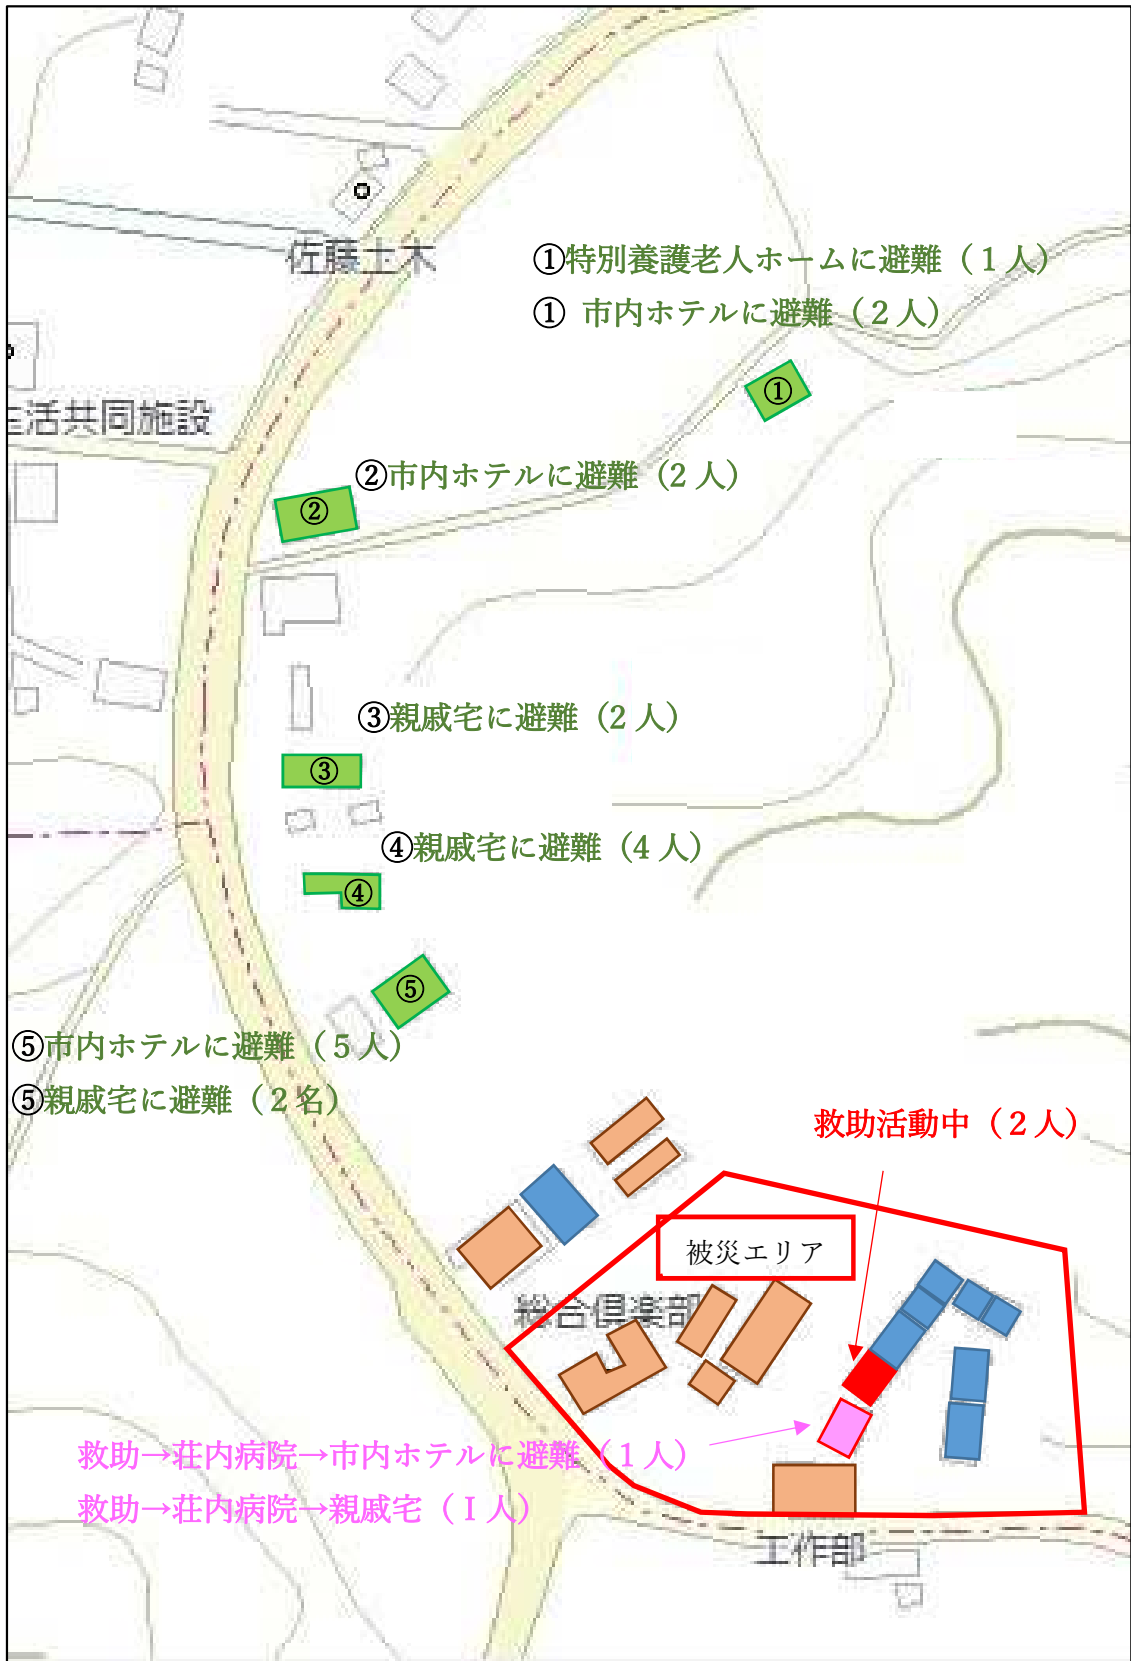 佐藤土木
①特別養護老人ホームに避難（１人）
① 市内ホテルに避難（２人）
①
生活共同施設
②市内ホテルに避難（2 人）
②
③親戚宅に避難（2 人）
③
④親戚宅に避難（4 人）
④
⑤
⑤市内ホテルに避難（５人）
⑤親戚宅に避難（２名）
救助活動中（２人）
被災エリア
総合倶楽部
救助→荘内病院→市内ホテルに避難（１人）
救助→荘内病院→親戚宅（I 人）
工作部